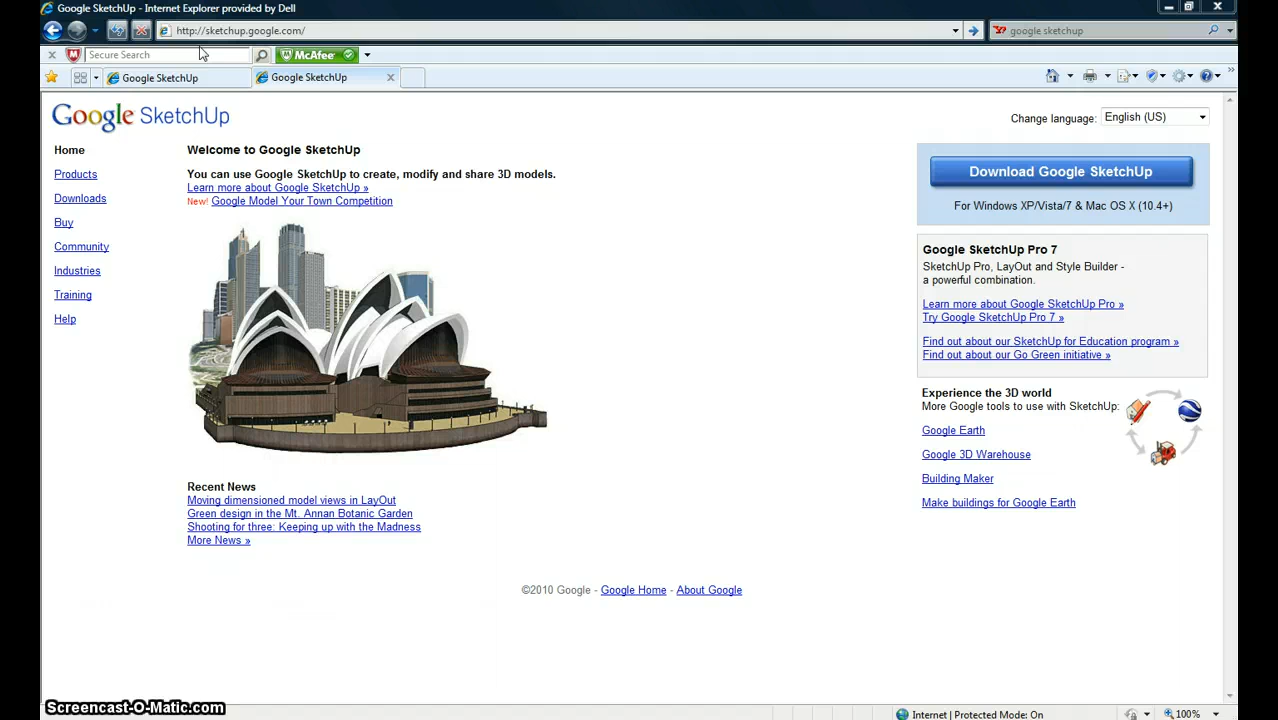 Google SketchUp - Internet Explorer provided by Dell
http://sketchup.google.com/
google sketchup
Secure Search
McAfee
Google SketchUp
Google SketchUp
Google SketchUp
Change language:
English (US)
Home
Products
Downloads
Buy
Community
Industries
Training
Help
Welcome to Google SketchUp
You can use Google SketchUp to create, modify and share 3D models.
Learn more about Google SketchUp »
New! Google Model Your Town Competition
Recent News
Moving dimensioned model views in LayOut
Green design in the Mt. Annan Botanic Garden
Shooting for three: Keeping up with the Madness
More News »
Download Google SketchUp
For Windows XP/Vista/7 & Mac OS X (10.4+)
Google SketchUp Pro 7
SketchUp Pro, LayOut and Style Builder -
a powerful combination.
Learn more about Google SketchUp Pro »
Try Google SketchUp Pro 7 »
Find out about our SketchUp for Education program »
Find out about our Go Green initiative »
Experience the 3D world
More Google tools to use with SketchUp:
Google Earth
Google 3D Warehouse
Building Maker
Make buildings for Google Earth
©2010 Google - Google Home - About Google
Screencast-O-Matic.com
Internet | Protected Mode: On
100%